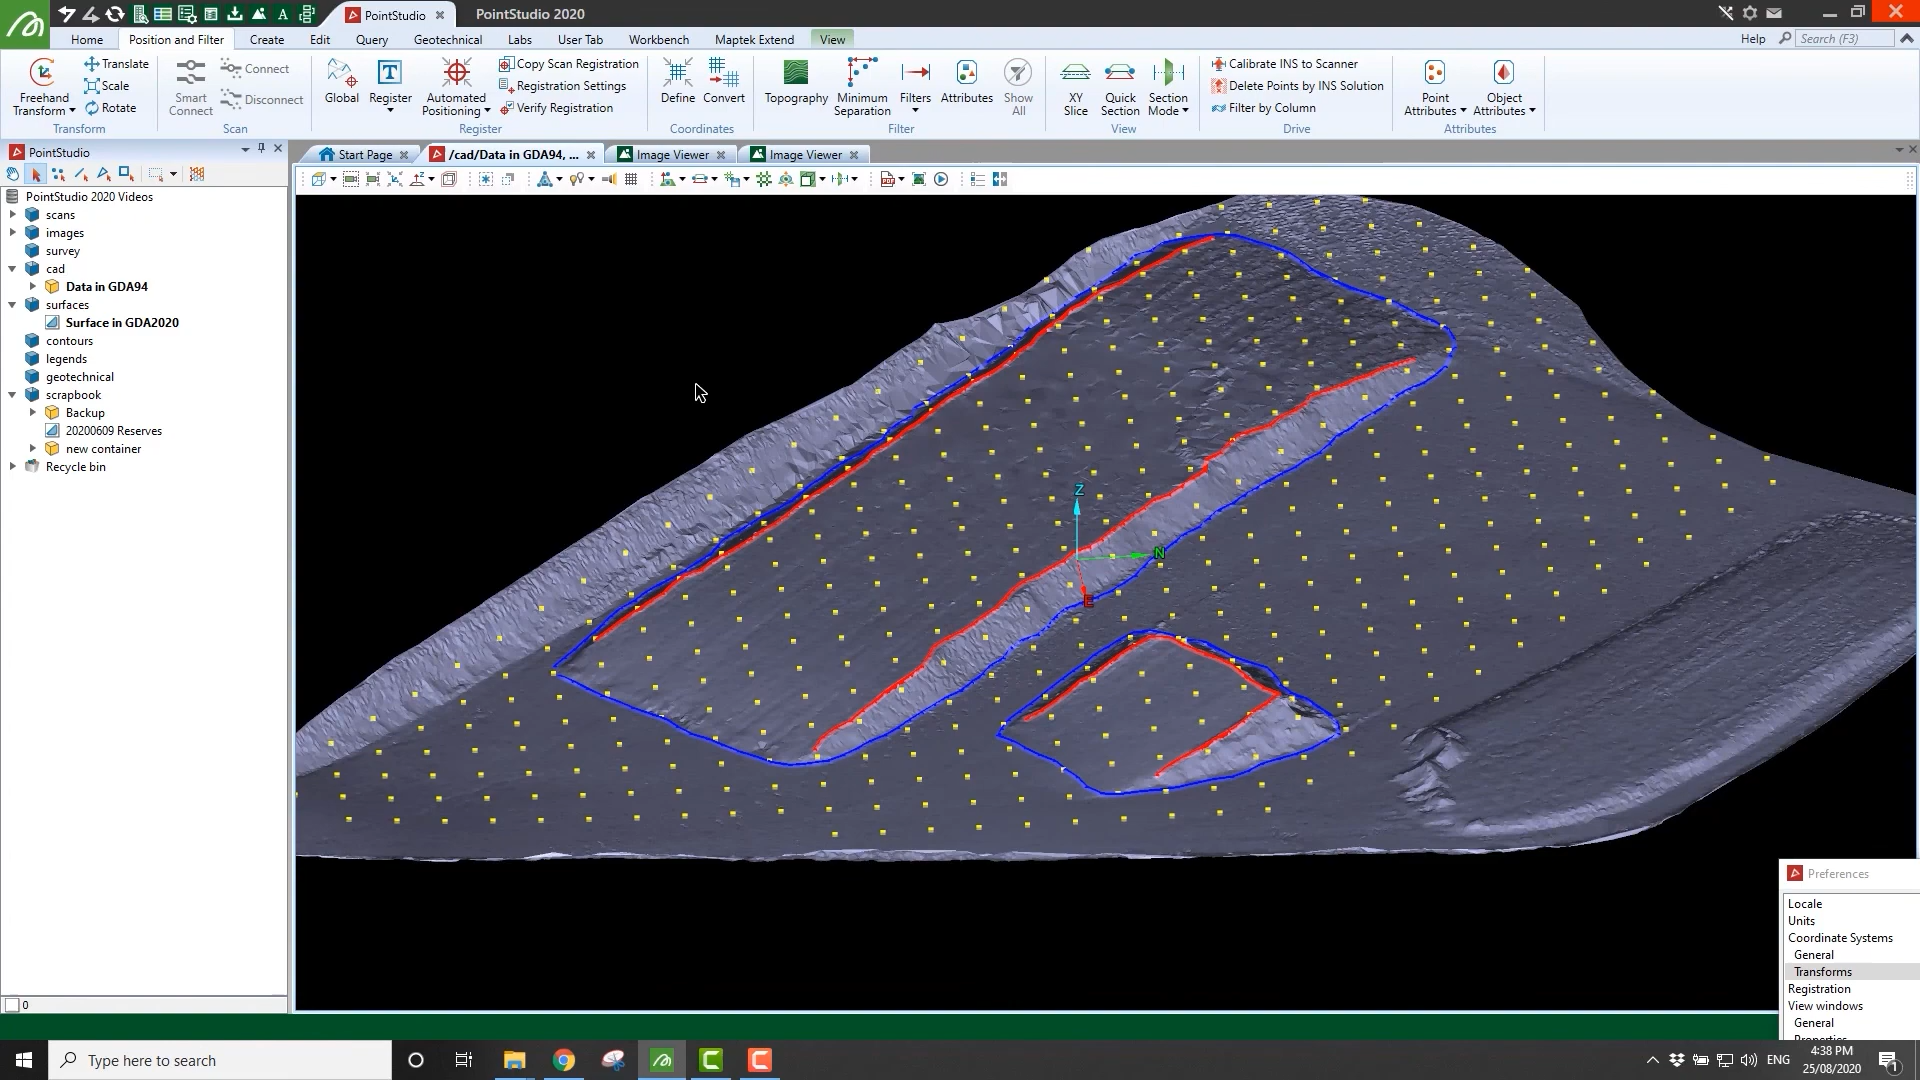 PointStudio
PointStudio 2020
Home
Position and Filter
Create
Edit
Query
Geotechnical
Labs
User Tab
Workbench
Maptek Extend
View
Help
Search (F3)
Freehand
Transform
Translate
Scale
Rotate
Transform
Smart
Connect
Connect
Disconnect
Scan
Global
Register
Automated
Positioning
Copy Scan Registration
Registration Settings
Verify Registration
Register
Define
Convert
Coordinates
Topography
Minimum
Separation
Filters
Attributes
Show
All
Filter
XY
Slice
Quick
Section
Section
Mode
View
Calibrate INS to Scanner
Delete Points by INS Solution
Filter by Column
Drive
Point
Attributes
Object
Attributes
Attributes
PointStudio
Start Page
/cad/Data in GDA94, ...
Image Viewer
Image Viewer
PointStudio 2020 Videos
scans
images
survey
cad
Data in GDA94
surfaces
Surface in GDA2020
contours
legends
geotechnical
scrapbook
Backup
20200609 Reserves
new container
Recycle bin
0
Z
N
E
Preferences
Locale
Units
Coordinate Systems
General
Transforms
Registration
View windows
General
Type here to search
ENG
4:38 PM
25/08/2020
1